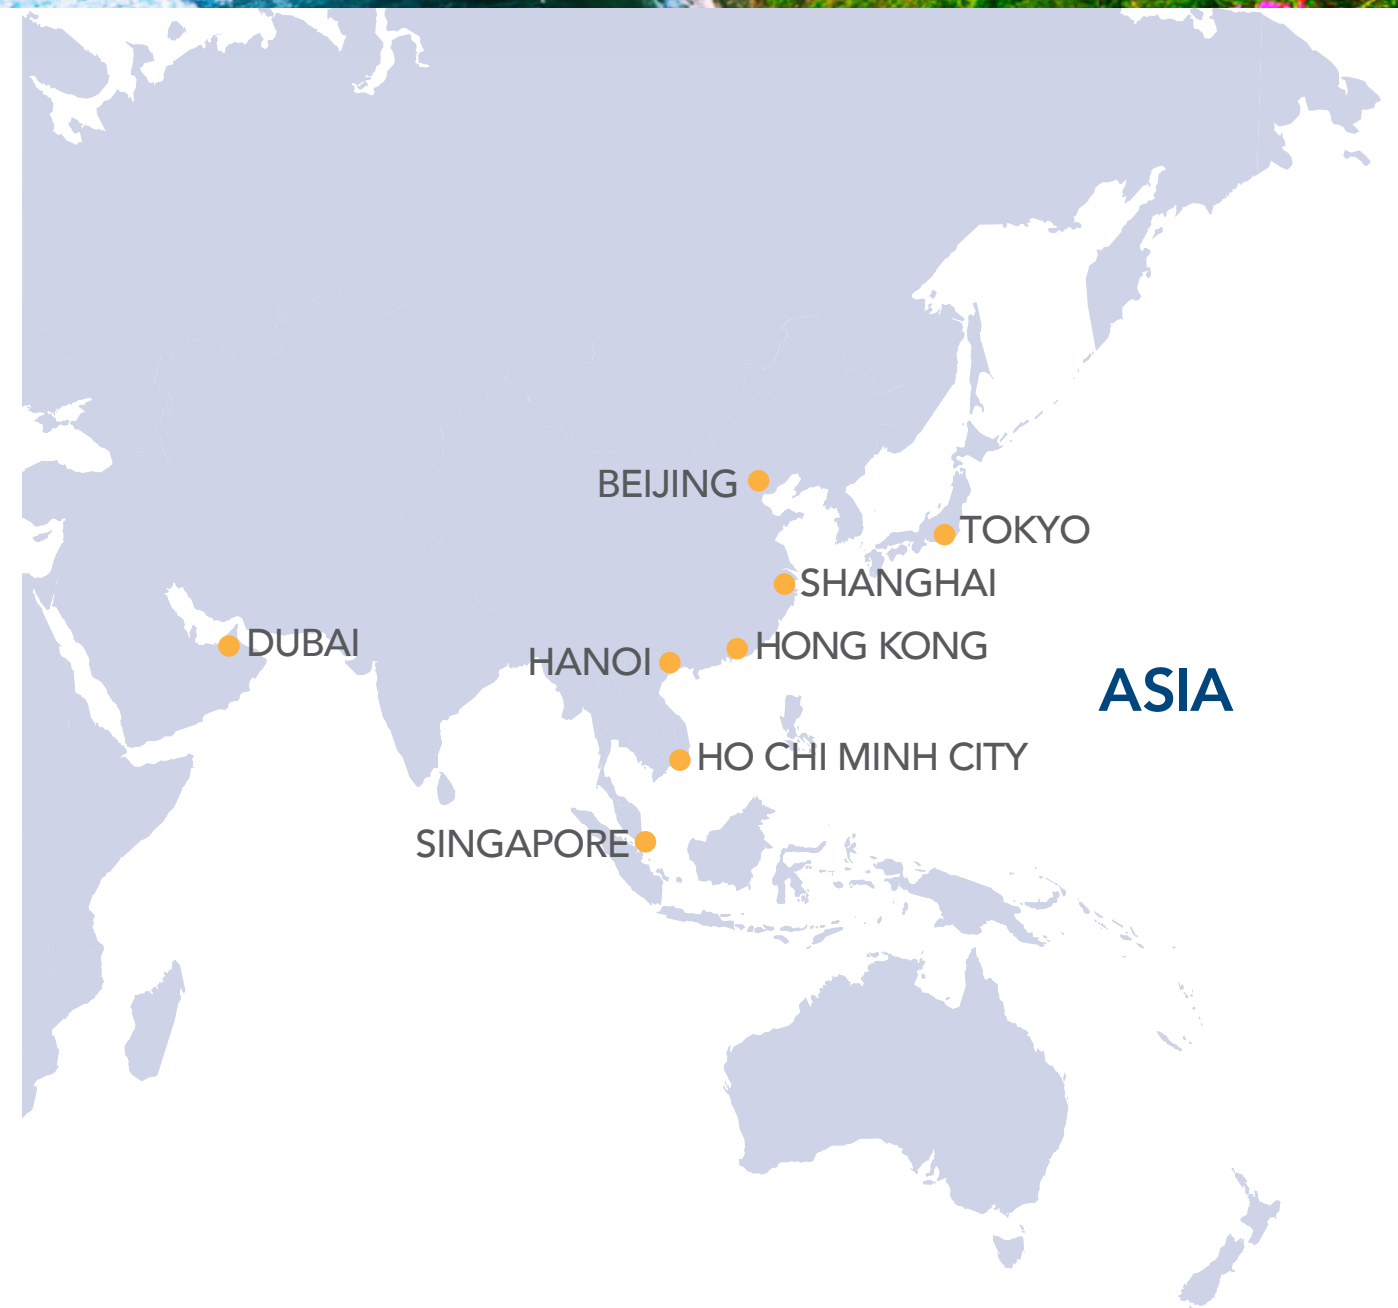 BEIJING
TOKYO
SHANGHAI
DUBAI
HANOI
HONG KONG
ASIA
HO CHI MINH CITY
SINGAPORE